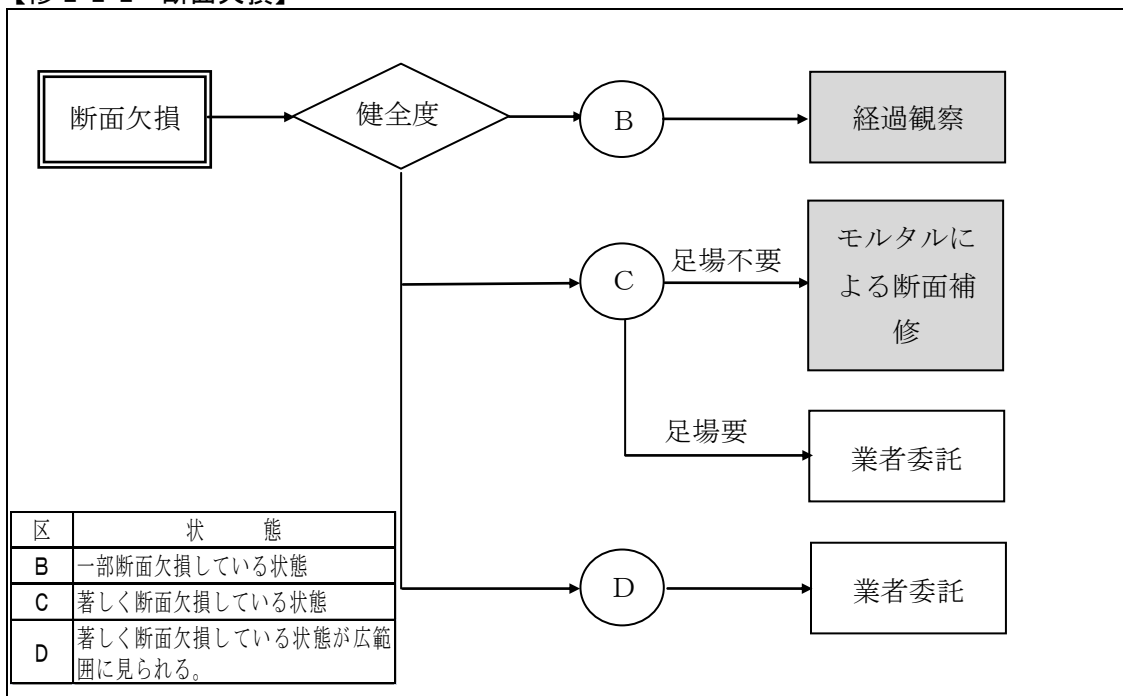 断面欠損
健全度
B
経過観察
C
足場不要
モルタルに
よる断面補
修
足場要
業者委託
D
業者委託
区 状 態
B 一部断面欠損している状態
C 著しく断面欠損している状態
D 著しく断面欠損している状態が広範
囲に見られる。